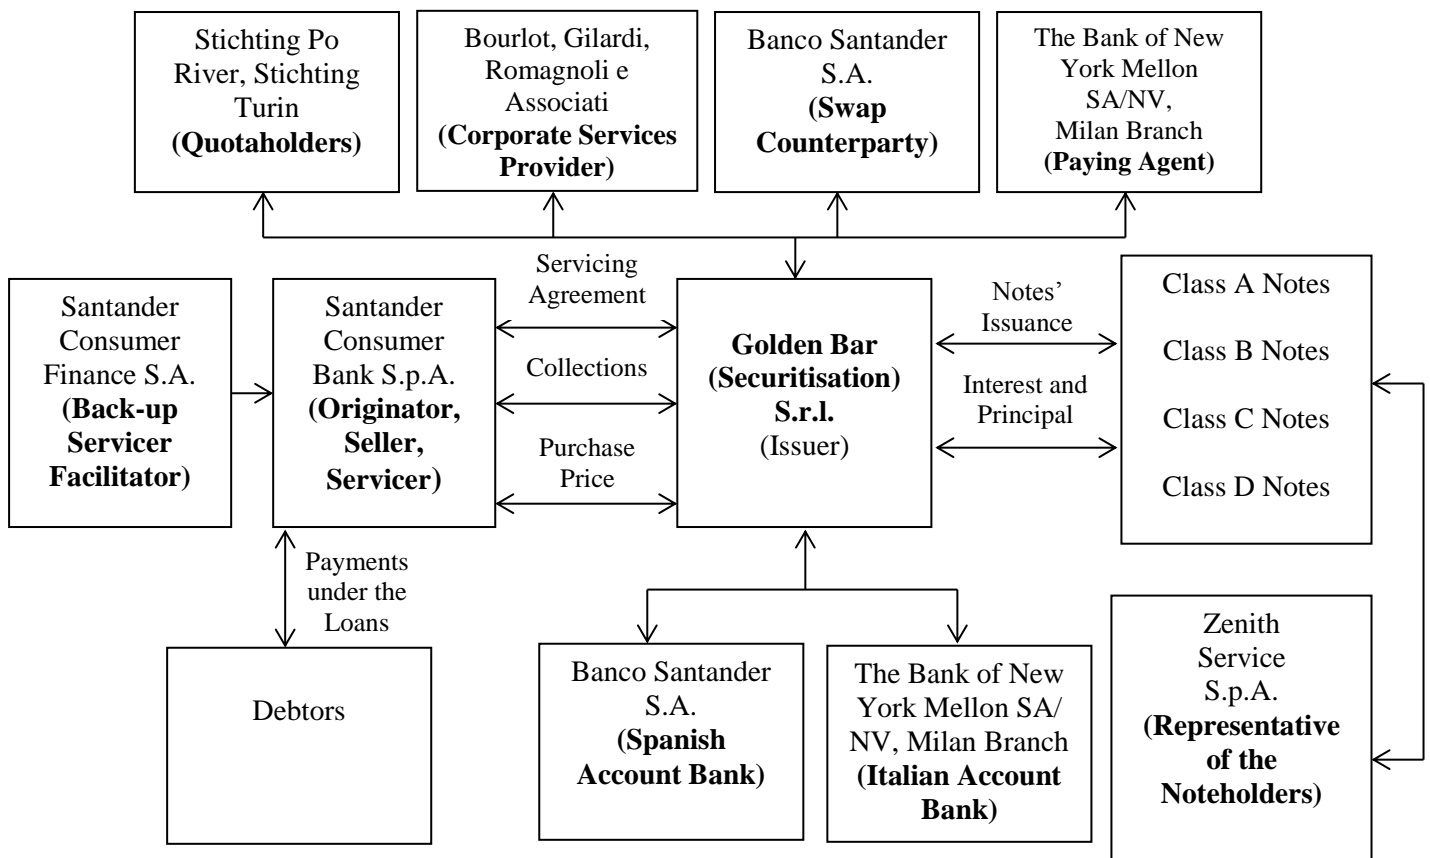 Stichting Po
River, Stichting
Turin
(Quotaholders)
Bourlot, Gilardi,
Romagnoli e
Associati
(Corporate Services
Provider)
Banco Santander
S.A.
(Swap
Counterparty)
The Bank of New
York Mellon
SA/NV,
Milan Branch
(Paying Agent)
Santander
Consumer
Finance S.A.
(Back-up
Servicer
Facilitator)
Santander
Consumer
Bank S.p.A.
(Originator,
Seller,
Servicer)
Servicing
Agreement
Collections
Purchase
Price
Golden Bar
(Securitisation)
S.r.l.
(Issuer)
Notes’
Issuance
Interest and
Principal
Class A Notes
Class B Notes
Class C Notes
Class D Notes
Payments
under the
Loans
Debtors
Banco Santander
S.A.
(Spanish
Account Bank)
The Bank of New
York Mellon SA/
NV, Milan Branch
(Italian Account
Bank)
Zenith
Service
S.p.A.
(Representative
of the
Noteholders)